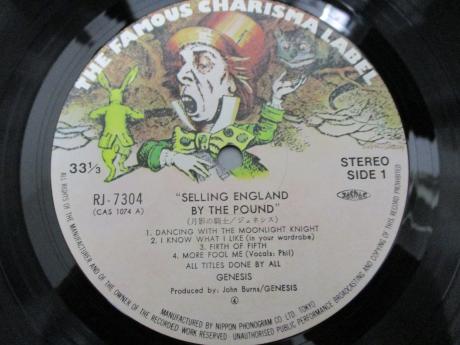 THE FAMOUS CHARISMA LABEL
33 1/3
STEREO
SIDE 1
RJ-7304
(CAS 1074 A)
"SELLING ENGLAND
BY THE POUND"
(月影の騎士/ジェネシス)
1. DANCING WITH THE MOONLIGHT KNIGHT
2. I KNOW WHAT I LIKE (in your wardrobe)
3. FIRTH OF FIFTH
4. MORE FOOL ME (Vocals: Phil)
ALL TITLES DONE BY ALL
GENESIS
Produced by: John Burns/GENESIS
ALL RIGHTS OF THE MANUFACTURER AND OF THE OWNER OF THE RECORDED WORK RESERVED
UNAUTHORISED PUBLIC PERFORMANCE BROADCASTING AND COPYING OF THIS RECORD PROHIBITED
MANUFACTURED BY NIPPON PHONOGRAM CO. LTD. TOKYO